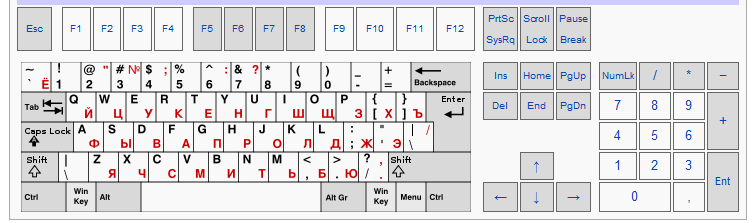 Esc F1 F2 F3 F4 F5 F6 F7 F8 F9 F10 F11 F12 PrtSc Scroll Pause
SysRq Lock Break
~ ! @ " # № $ ; % ^ : & ? * ( ) _ + Backspace
` Ё 1 2 3 4 5 6 7 8 9 0 - =
Ins Home PgUp NumLk / * −
Tab Q W E R T Y U I O P { } Enter
Й Ц У К Е Н Г Ш Щ З [ Х ] Ъ
Del End PgDn 7 8 9 +
Caps Lock A S D F G H J K L : " | /
Ф Ы В А П Р О Л Д ; Ж ' Э \
4 5 6
Shift | Z X C V B N M < > ? , Shift
\ Я Ч С М И Т Ь , Б . Ю / .
↑ 1 2 3 Ent
Ctrl Win Key Alt Alt Gr Win Key Menu Ctrl
← ↓ → 0 ,